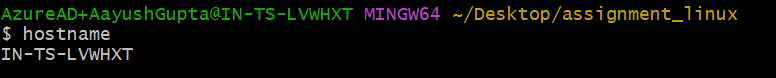 AzureAD+AayushGupta@IN-TS-LVWHXT MINGW64 ~/Desktop/assignment_linux
$ hostname
IN-TS-LVWHXT